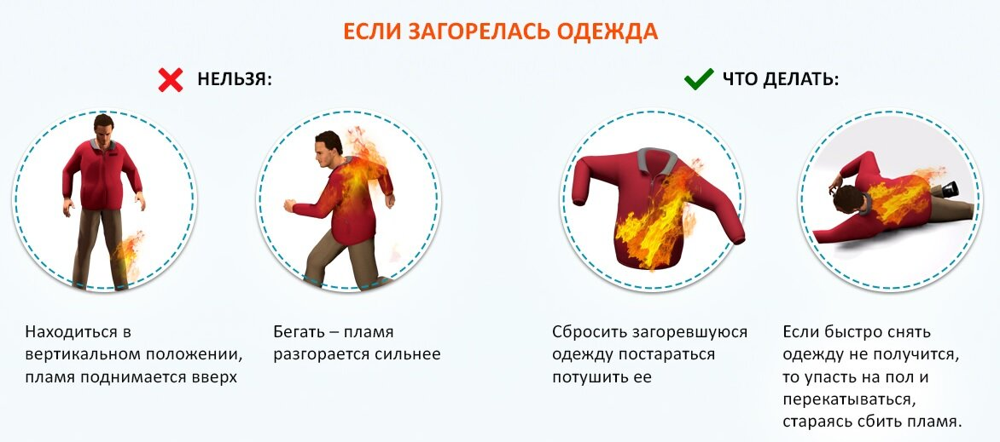 ЕСЛИ ЗАГОРЕЛАСЬ ОДЕЖДА
НЕЛЬЗЯ:
Находиться в
вертикальном положении,
пламя поднимается вверх
Бегать – пламя
разгорается сильнее
ЧТО ДЕЛАТЬ:
Сбросить загоревшуюся
одежду постараться
потушить ее
Если быстро снять
одежду не получится,
то упасть на пол и
перекатываться,
стараясь сбить пламя.